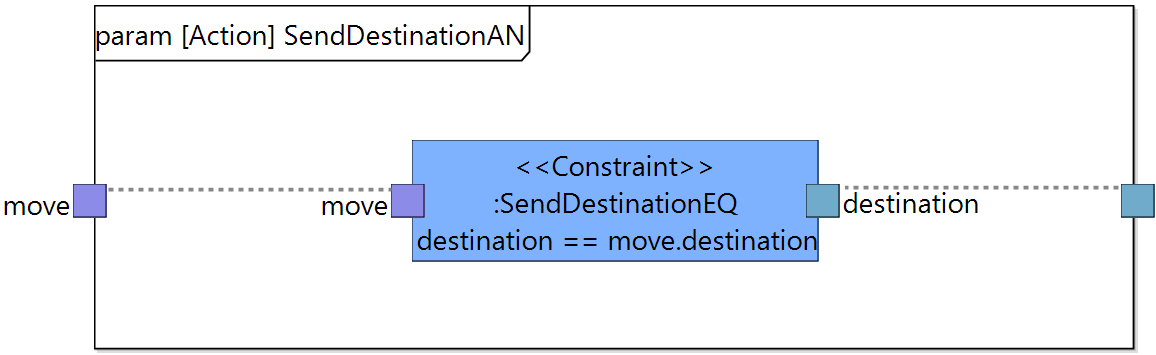 param [Action] SendDestinationAN
<<Constraint>>
:SendDestinationEQ
move
move
destination
destination == move.destination